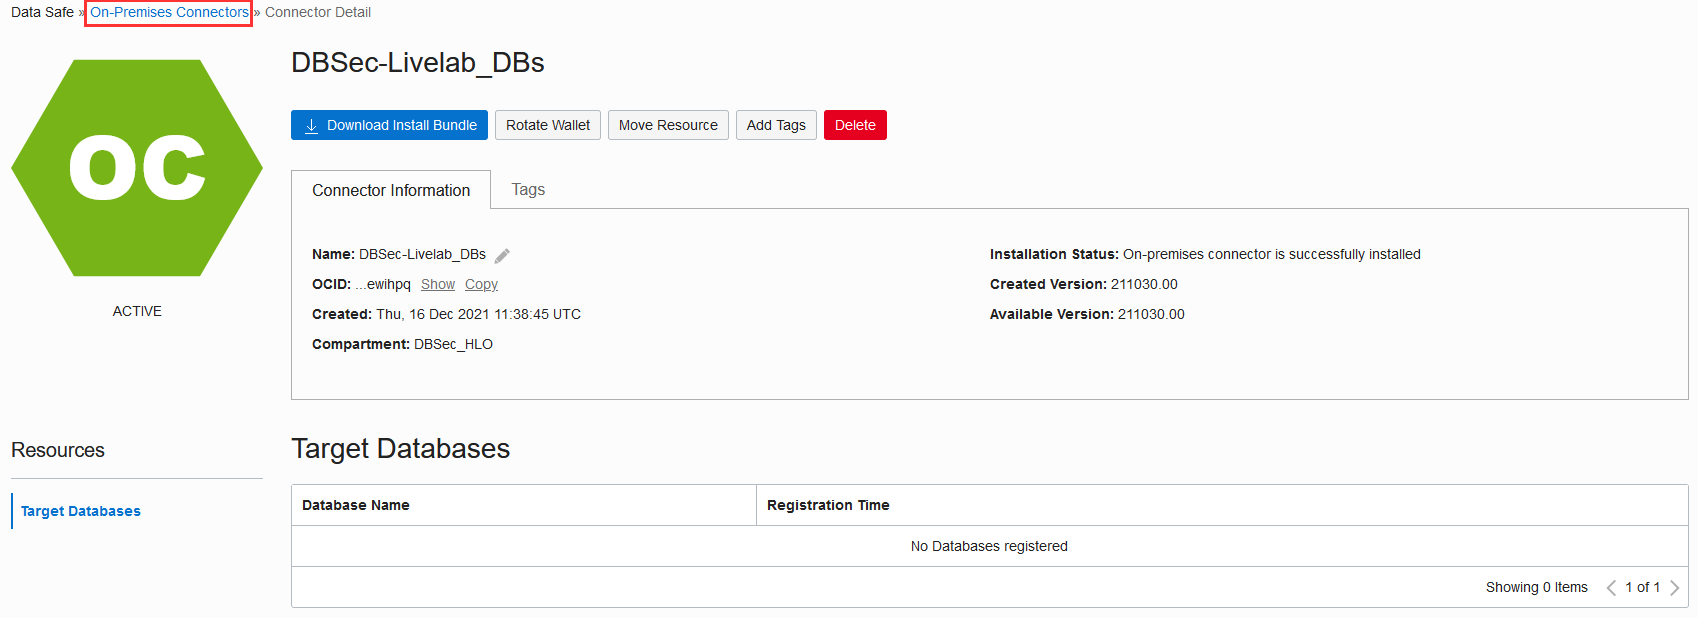 Data Safe » On-Premises Connectors » Connector Detail
OC
ACTIVE
DBSec-Livelab_DBs
Download Install Bundle Rotate Wallet Move Resource Add Tags Delete
Connector Information Tags
Name: DBSec-Livelab_DBs
OCID: ...ewihpq Show Copy
Created: Thu, 16 Dec 2021 11:38:45 UTC
Compartment: DBSec_HLO
Installation Status: On-premises connector is successfully installed
Created Version: 211030.00
Available Version: 211030.00
Resources
Target Databases
Target Databases
Database Name Registration Time
No Databases registered
Showing 0 Items 1 of 1